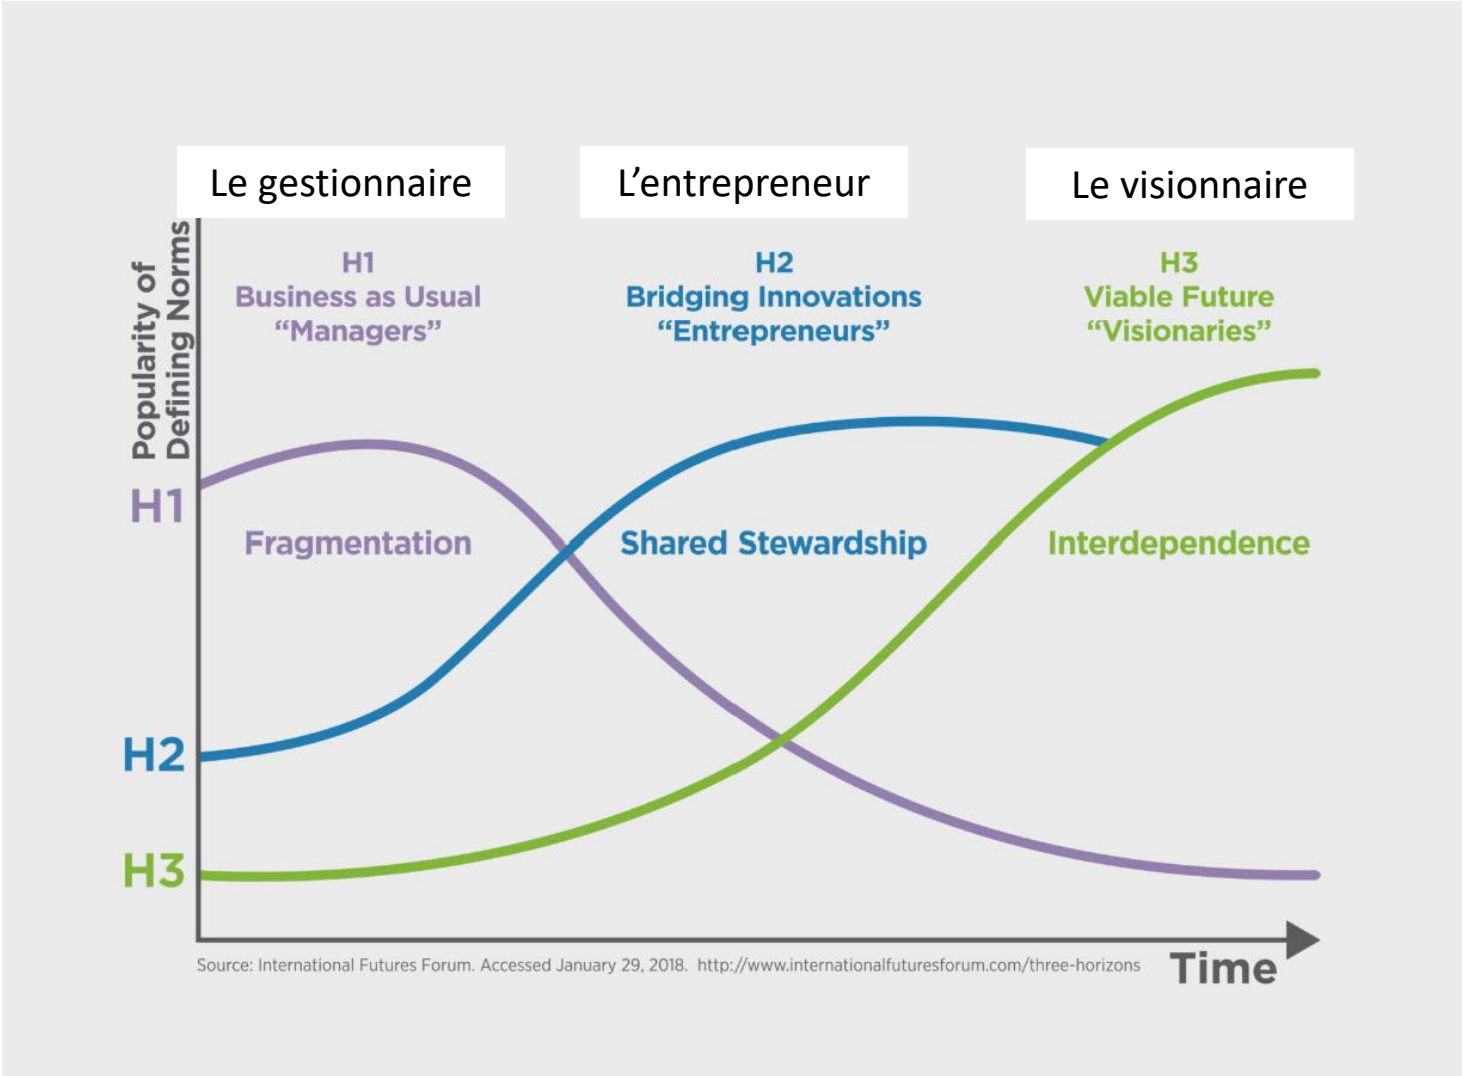 Le gestionnaire
L’entrepreneur
Le visionnaire
Popularity of
Defining Norms
H1
Business as Usual
“Managers”
H2
Bridging Innovations
“Entrepreneurs”
H3
Viable Future
“Visionaries”
H1
Fragmentation
Shared Stewardship
Interdependence
H2
H3
Source: International Futures Forum. Accessed January 29, 2018. http://www.internationalfuturesforum.com/three-horizons
Time